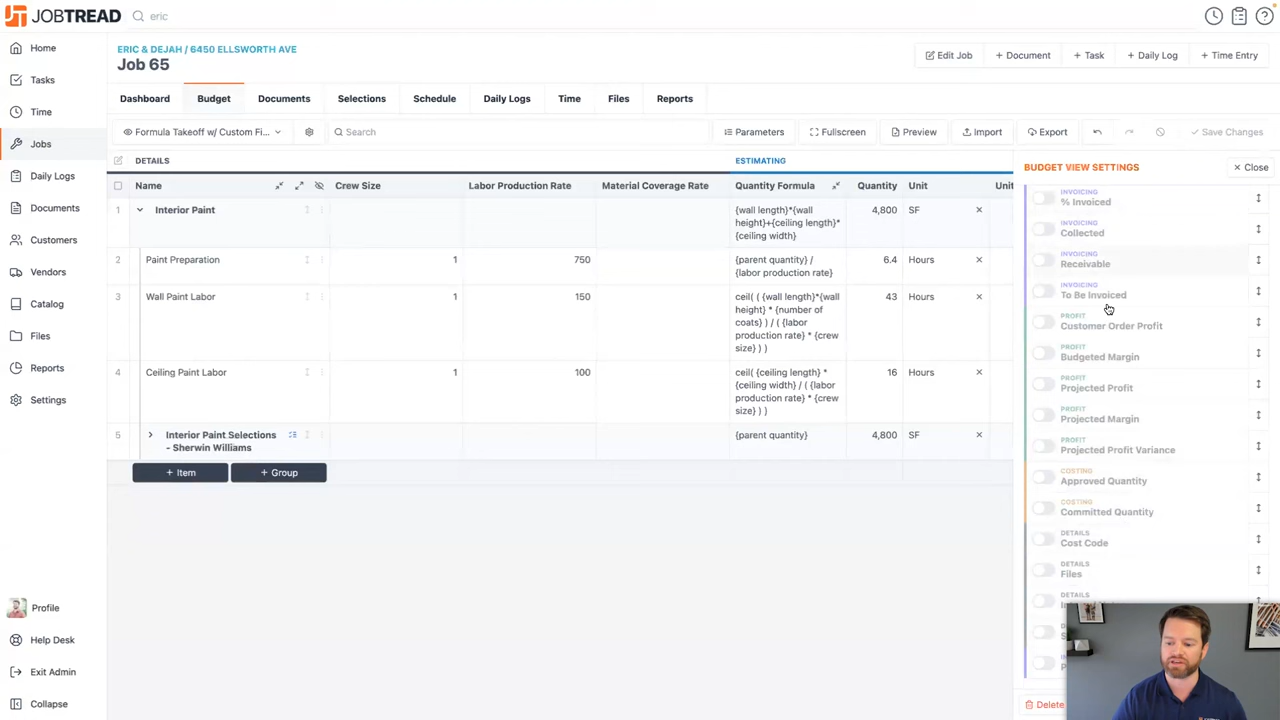 JOBTREAD
eric
Home
Tasks
Time
Jobs
Daily Logs
Documents
Customers
Vendors
Catalog
Files
Reports
Settings
Profile
Help Desk
Exit Admin
Collapse
ERIC & DEJAH / 6450 ELLSWORTH AVE
Job 65
Edit Job
+ Document
+ Task
+ Daily Log
+ Time Entry
Dashboard
Budget
Documents
Selections
Schedule
Daily Logs
Time
Files
Reports
Formula Takeoff w/ Custom Fi...
Search
Parameters
Fullscreen
Preview
Import
Export
Save Changes
DETAILS
ESTIMATING
Name
Crew Size
Labor Production Rate
Material Coverage Rate
Quantity Formula
Quantity
Unit
1
Interior Paint
2
{wall length}*{wall
height}+{ceiling length}*
{ceiling width}
4,800
SF
2
Paint Preparation
1
750
{parent quantity} /
{labor production rate}
6.4
Hours
3
Wall Paint Labor
1
150
ceil( ( {wall length}*{wall
height} * {number of
coats} ) / ( {labor
production rate} * {crew
size} ) )
43
Hours
4
Ceiling Paint Labor
1
100
ceil( {ceiling length} *
{ceiling width} / ( {labor
production rate} * {crew
size} ) )
16
Hours
5
Interior Paint Selections
- Sherwin Williams
2
{parent quantity}
4,800
SF
+ Item
+ Group
BUDGET VIEW SETTINGS
Close
INVOICING
% Invoiced
INVOICING
Collected
INVOICING
Receivable
INVOICING
To Be Invoiced
PROFIT
Customer Order Profit
PROFIT
Budgeted Margin
PROFIT
Projected Profit
PROFIT
Projected Margin
PROFIT
Projected Profit Variance
COSTING
Approved Quantity
COSTING
Committed Quantity
DETAILS
Cost Code
DETAILS
Files
DETAILS
Delete